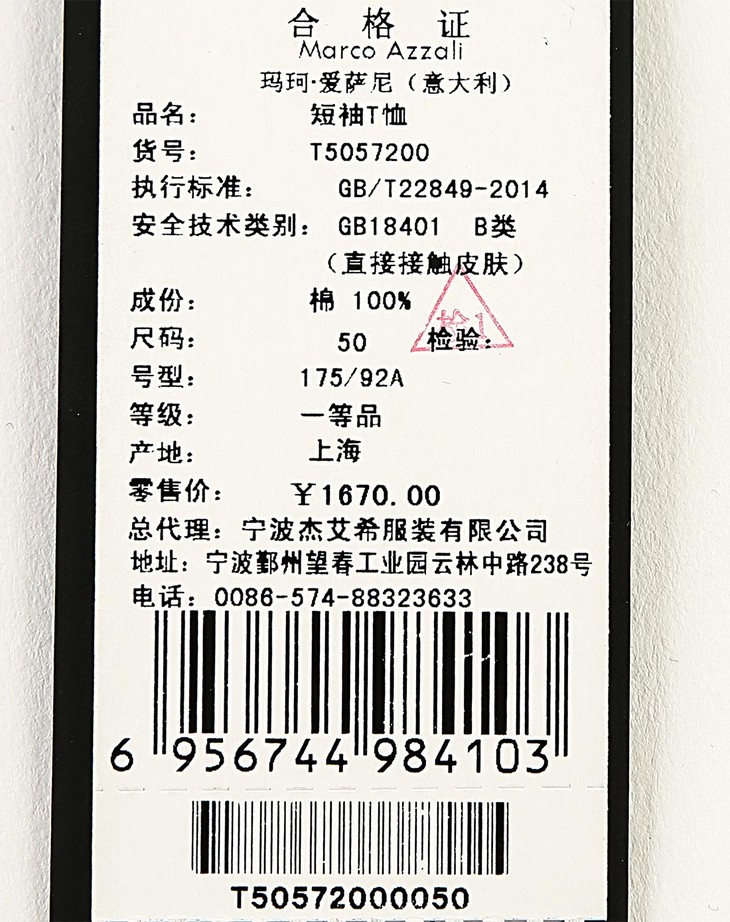 合 格 证
Marco Azzali
玛珂·爱萨尼（意大利）
品名： 短袖T恤
货号： T5057200
执行标准： GB/T22849-2014
安全技术类别： GB18401 B类
（直接接触皮肤）
成份： 棉 100%
尺码： 50 检验：
检1
号型： 175/92A
等级： 一等品
产地： 上海
零售价： ￥1670.00
总代理：宁波杰艾希服装有限公司
地址：宁波鄞州望春工业园云林中路238号
电话：0086-574-88323633
6 956744 984103
T50572000050